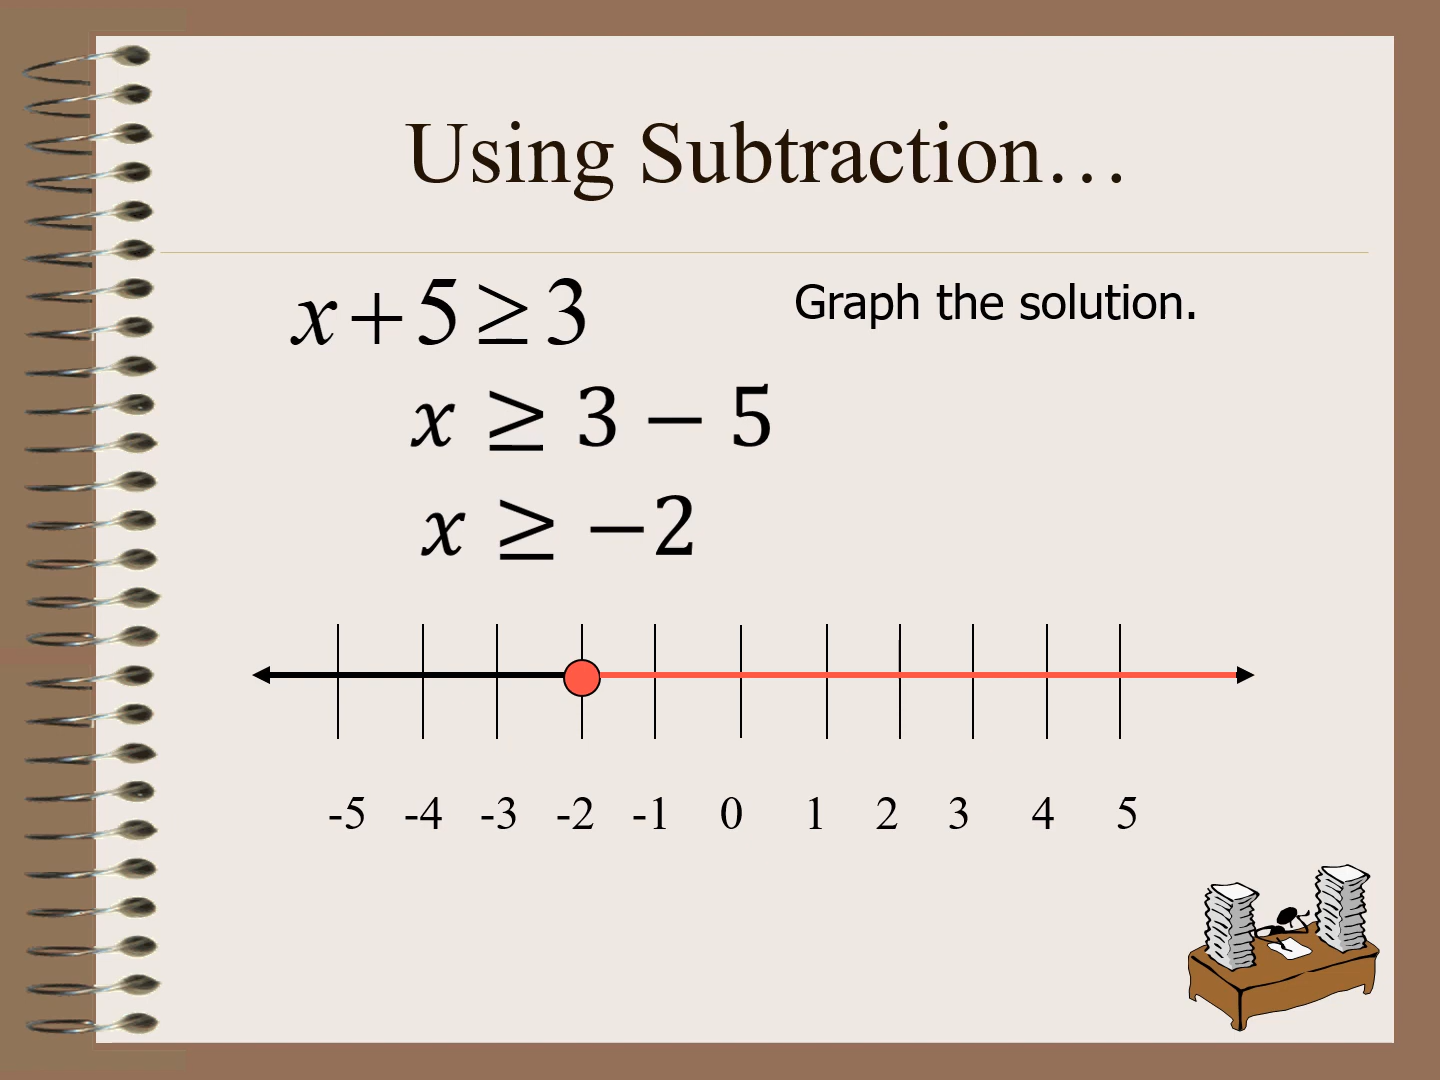 Using Subtraction…
x+5≥3
Graph the solution.
x ≥ 3 − 5
x ≥ −2
-5 -4 -3 -2 -1 0 1 2 3 4 5